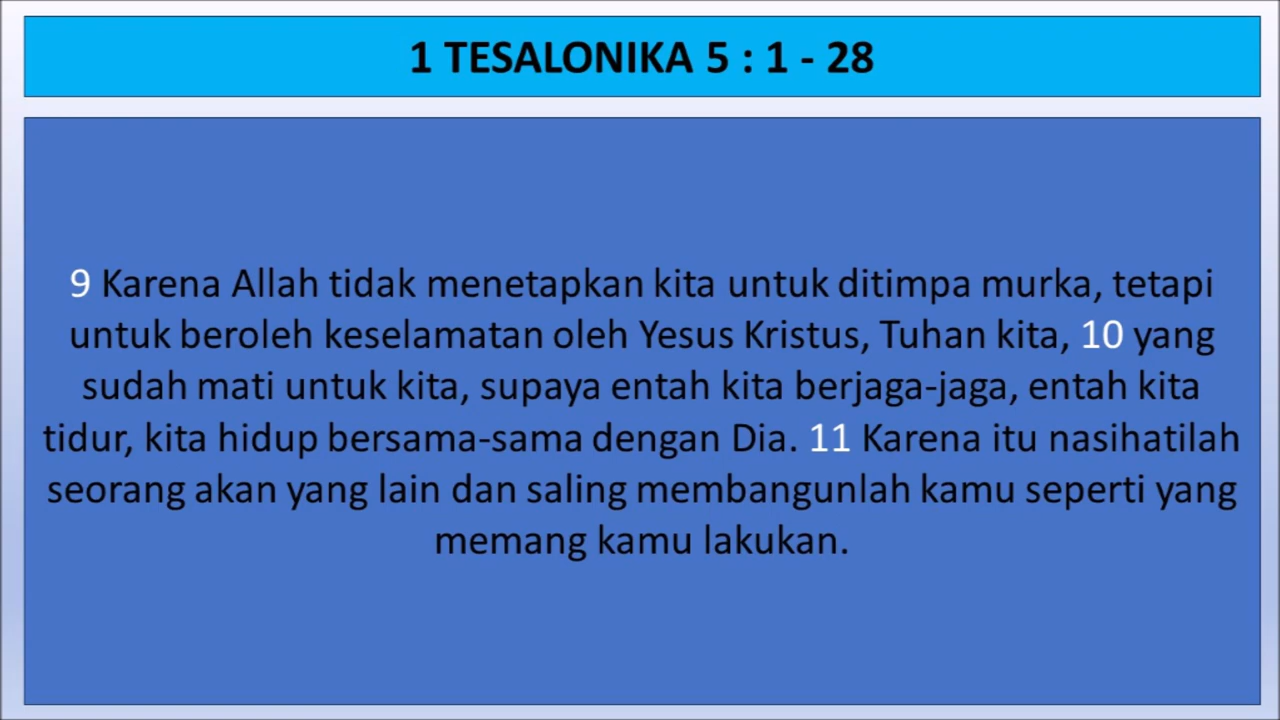 1 TESALONIKA 5 : 1 - 28
9 Karena Allah tidak menetapkan kita untuk ditimpa murka, tetapi
untuk beroleh keselamatan oleh Yesus Kristus, Tuhan kita, 10 yang
sudah mati untuk kita, supaya entah kita berjaga-jaga, entah kita
tidur, kita hidup bersama-sama dengan Dia. 11 Karena itu nasihatilah
seorang akan yang lain dan saling membangunlah kamu seperti yang
memang kamu lakukan.